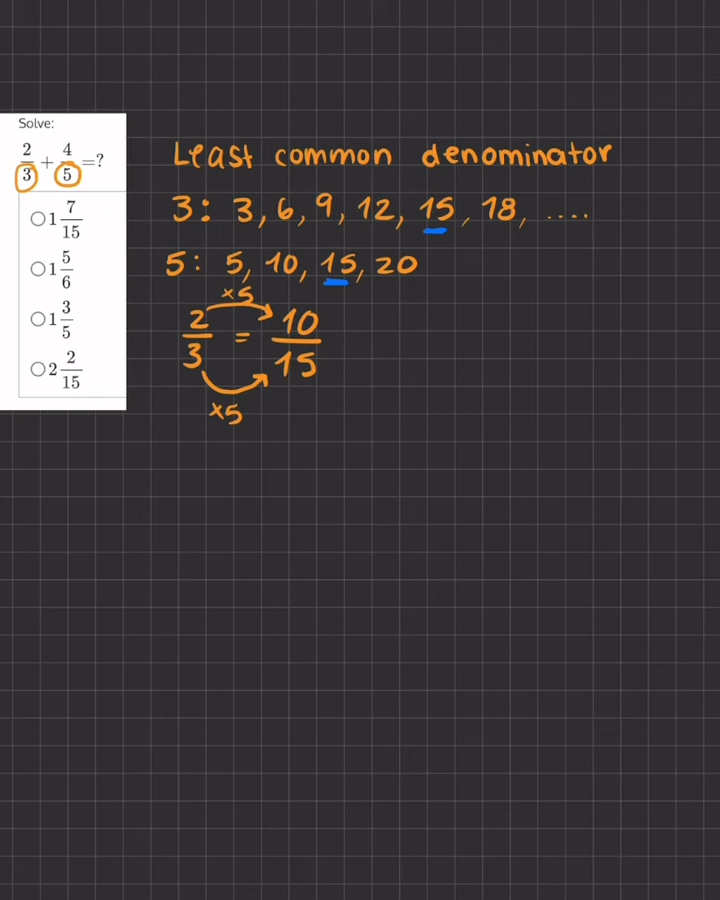 Solve:
2/3 + 4/5 =?
1 7/15
1 5/6
1 3/5
2 2/15
Least common denominator
3: 3, 6, 9, 12, 15, 18, ....
5: 5, 10, 15, 20
×5
2/3 = 10/15
×5